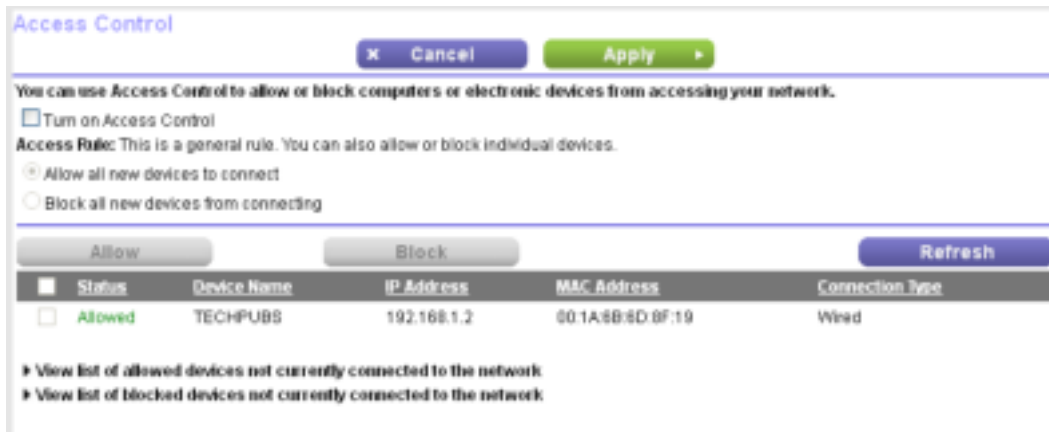 Access Control
Cancel Apply
You can use Access Control to allow or block computers or electronic devices from accessing your network.
Turn on Access Control
Access Rule: This is a general rule. You can also allow or block individual devices.
Allow all new devices to connect
Block all new devices from connecting
Allow Block Refresh
Status Device Name IP Address MAC Address Connection Type
Allowed TECHPUBS 192.168.1.2 00:1A:6B:6D:8F:19 Wired
View list of allowed devices not currently connected to the network
View list of blocked devices not currently connected to the network